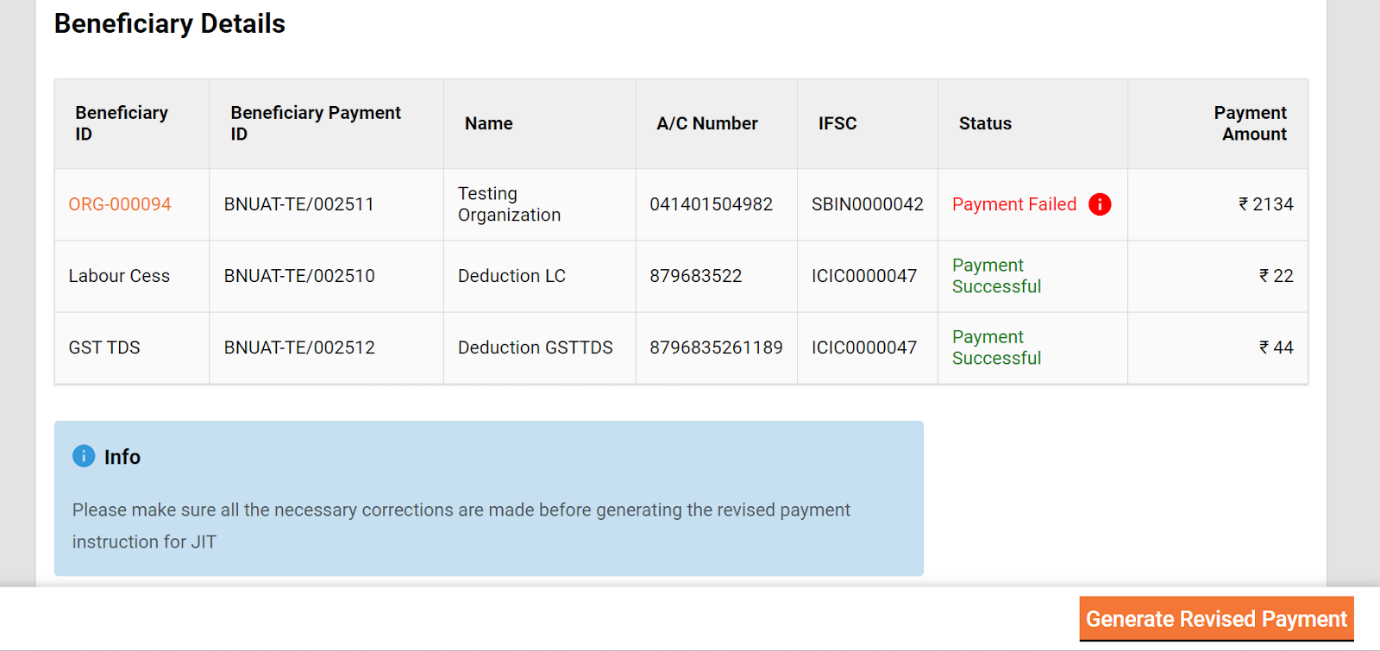 Beneficiary Details
Beneficiary
ID
Beneficiary Payment
ID
Name
A/C Number
IFSC
Status
Payment
Amount
ORG-000094
BNUAT-TE/002511
Testing
Organization
041401504982
SBIN0000042
Payment Failed
₹ 2134
Labour Cess
BNUAT-TE/002510
Deduction LC
879683522
ICIC0000047
Payment
Successful
₹ 22
GST TDS
BNUAT-TE/002512
Deduction GSTTDS
8796835261189
ICIC0000047
Payment
Successful
₹ 44
Info
Please make sure all the necessary corrections are made before generating the revised payment
instruction for JIT
Generate Revised Payment